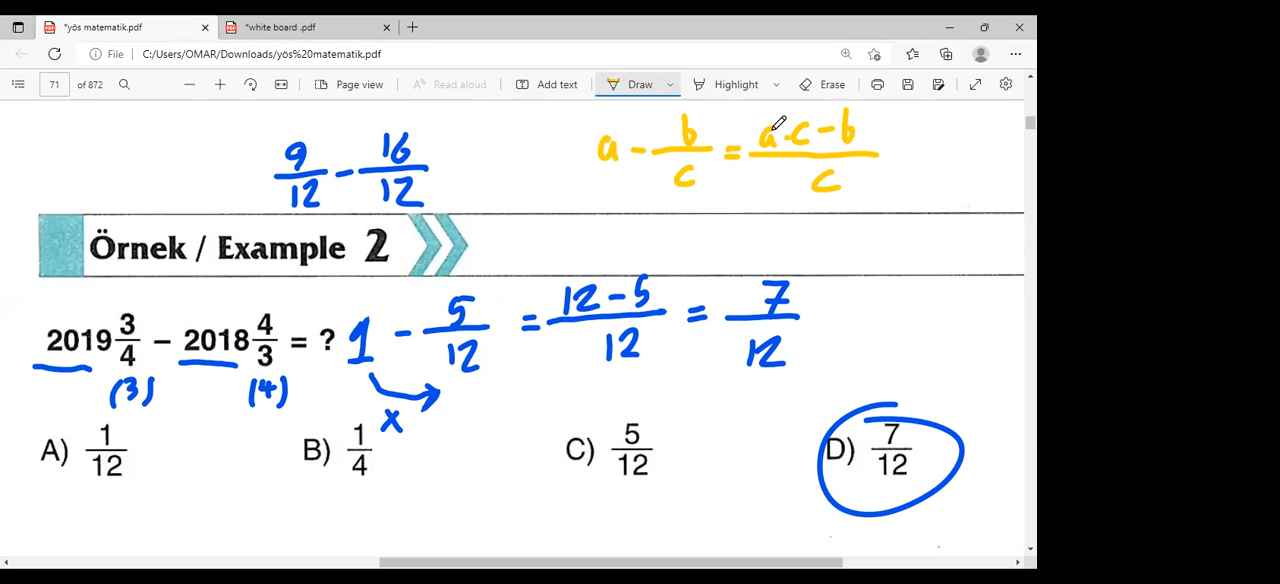 *yös matematik.pdf
*white board .pdf
File C:/Users/OMAR/Downloads/yös%20matematik.pdf
71 of 872 Page view Read aloud Add text Draw Highlight Erase
9/12 - 16/12
a - b/c = a·c-b/c
Örnek / Example 2
2019 3/4 - 2018 4/3 = ? 1 - 5/12 = 12-5/12 = 7/12
(3) (4) x
A) 1/12 B) 1/4 C) 5/12 D) 7/12